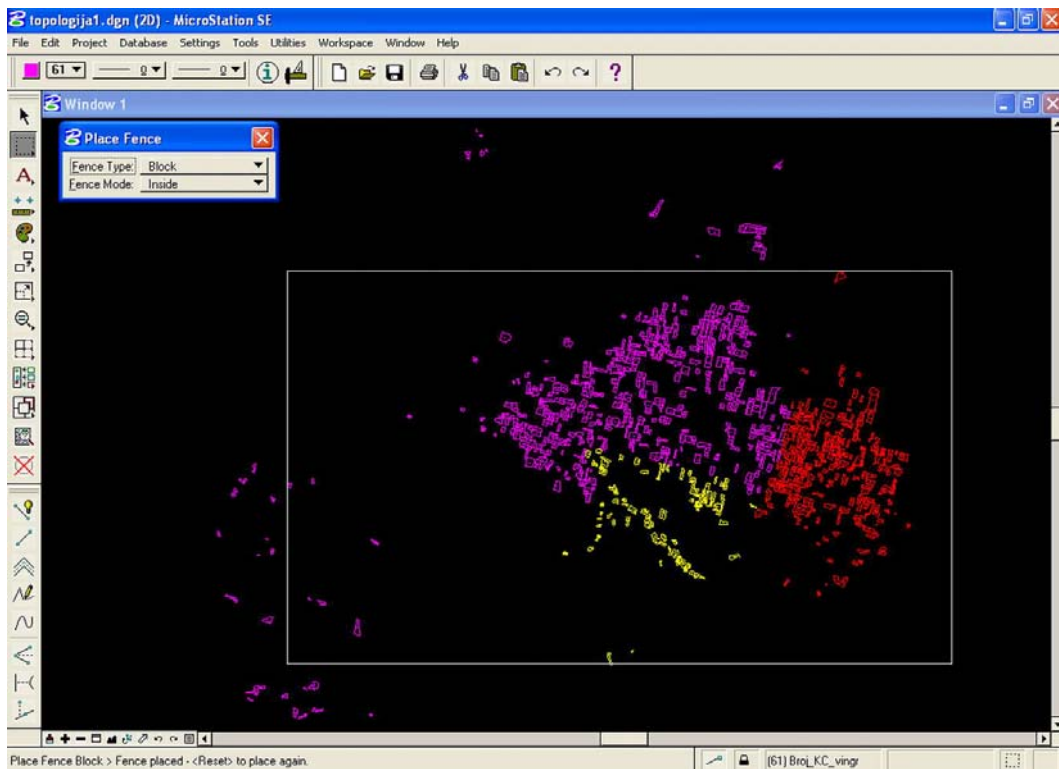 topologija1.dgn (2D) - MicroStation SE
File Edit Project Database Settings Tools Utilities Workspace Window Help
61 0 0
Window 1
Place Fence
Fence Type: Block
Fence Mode: Inside
Place Fence Block > Fence placed - <Reset> to place again.
(61) Broj_KC_vingr